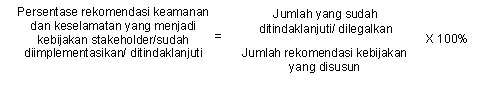 Persentase rekomendasi keamanan
dan keselamatan yang menjadi
kebijakan stakeholder/sudah
diimplementasikan/ ditindaklanjuti
=
Jumlah yang sudah
ditindaklanjuti/ dilegalkan
Jumlah rekomendasi kebijakan
yang disusun
X 100%